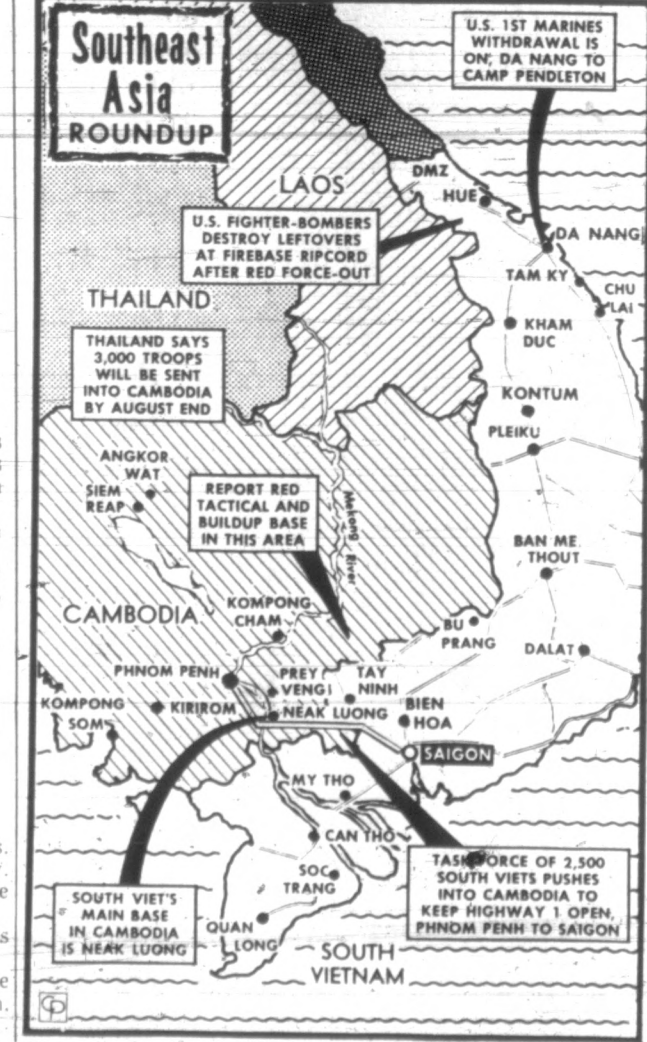 Southeast
Asia
ROUNDUP
U.S. 1ST MARINES
WITHDRAWAL IS
ON, DA NANG TO
CAMP PENDLETON
DMZ
LAOS
HUE
U.S. FIGHTER-BOMBERS
DESTROY LEFTOVERS
AT FIREBASE RIPCORD
AFTER RED FORCE-OUT
DA NANG
TAM KY
CHU
LAI
THAILAND
KHAM
DUC
THAILAND SAYS
3,000 TROOPS
WILL BE SENT
INTO CAMBODIA
BY AUGUST END
KONTUM
PLEIKU
ANGKOR
WAT
SIEM
REAP
REPORT RED
TACTICAL AND
BUILDUP BASE
IN THIS AREA
Mekong River
BAN ME
THOUT
CAMBODIA
KOMPONG
CHAM
BU
PRANG
DALAT
PHNOM PENH
PREY
VENG
TAY
NINH
KOMPONG
SOM
KIRIROM
NEAK LUONG
BIEN
HOA
SAIGON
MY THO
CAN THO
SOC
TRANG
TASK FORCE OF 2,500
SOUTH VIETS PUSHES
INTO CAMBODIA TO
KEEP HIGHWAY 1 OPEN,
PHNOM PENH TO SAIGON
SOUTH VIET'S
MAIN BASE
IN CAMBODIA
IS NEAK LUONG
QUAN
LONG
SOUTH
VIETNAM
CP